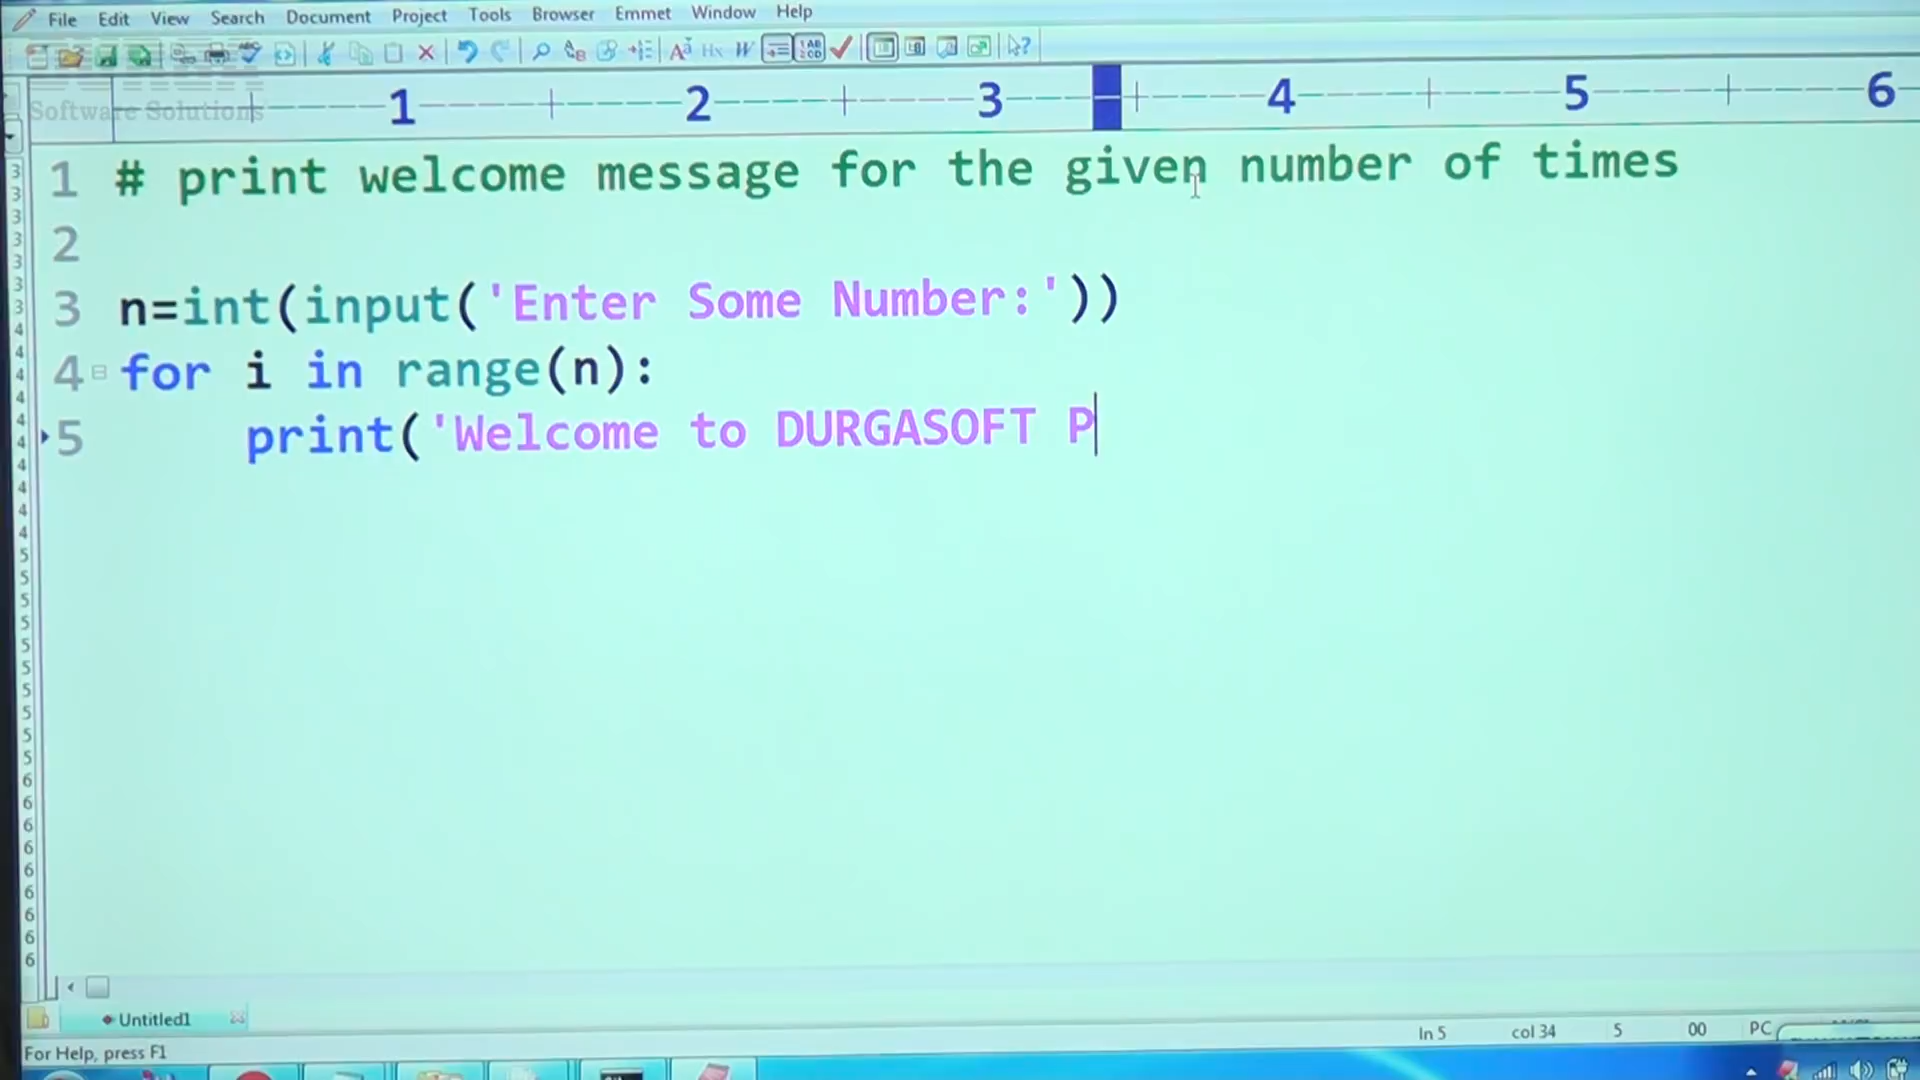 File Edit View Search Document Project Tools Browser Emmet Window Help
Software Solutions
1 2 3 4 5 6
1 # print welcome message for the given number of times
2
3 n=int(input('Enter Some Number:'))
4 for i in range(n):
5 print('Welcome to DURGASOFT P
Untitled1
For Help, press F1
ln 5 col 34 5 00 PC